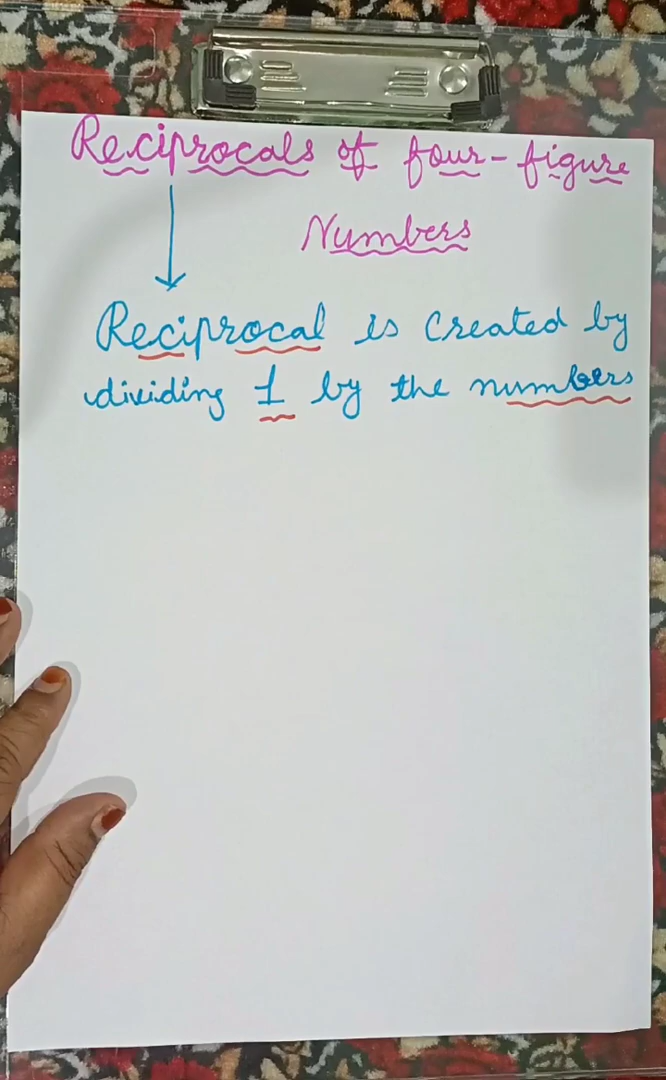 Reciprocals of four-figure
Numbers
Reciprocal is created by
dividing 1 by the numbers